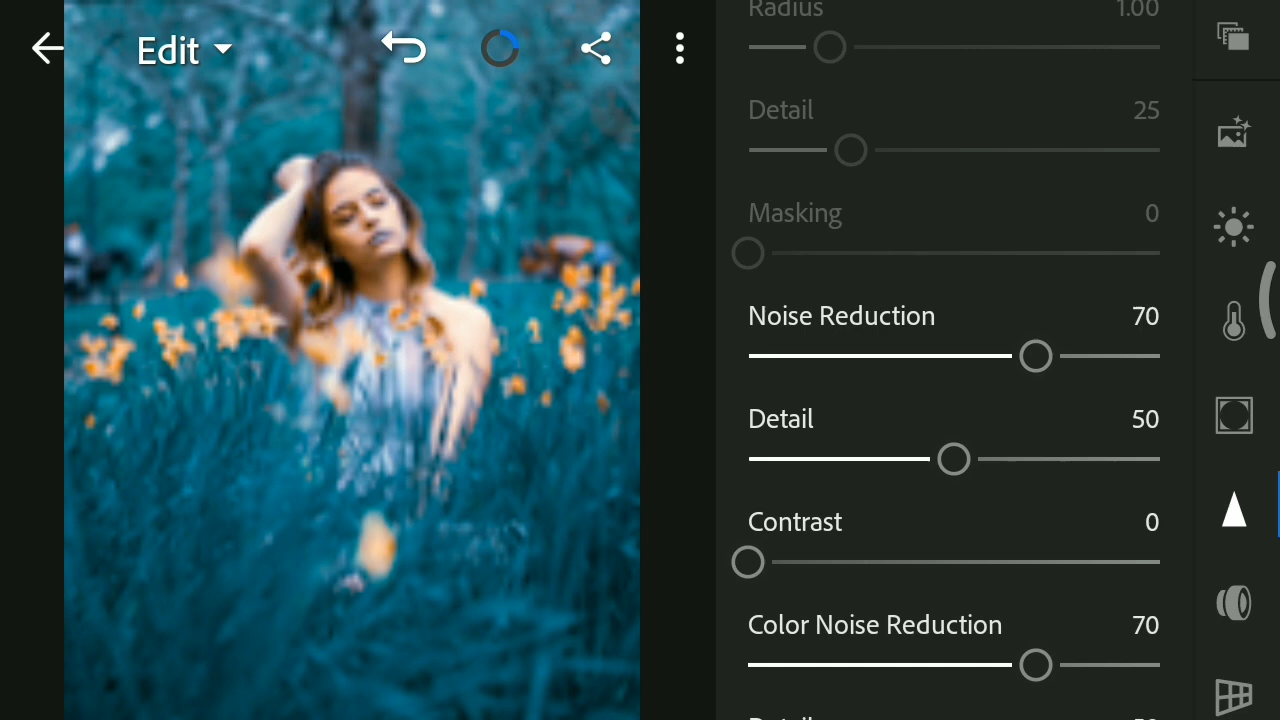 Edit
Radius 1.00
Detail 25
Masking 0
Noise Reduction 70
Detail 50
Contrast 0
Color Noise Reduction 70